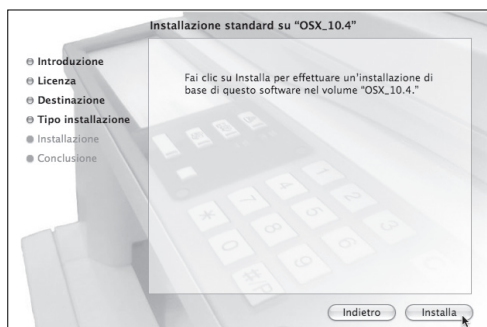 Installazione standard su “OSX_10.4”
Introduzione
Licenza
Destinazione
Tipo installazione
Installazione
Conclusione
Fai clic su Installa per effettuare un'installazione di
base di questo software nel volume “OSX_10.4.”
Indietro
Installa